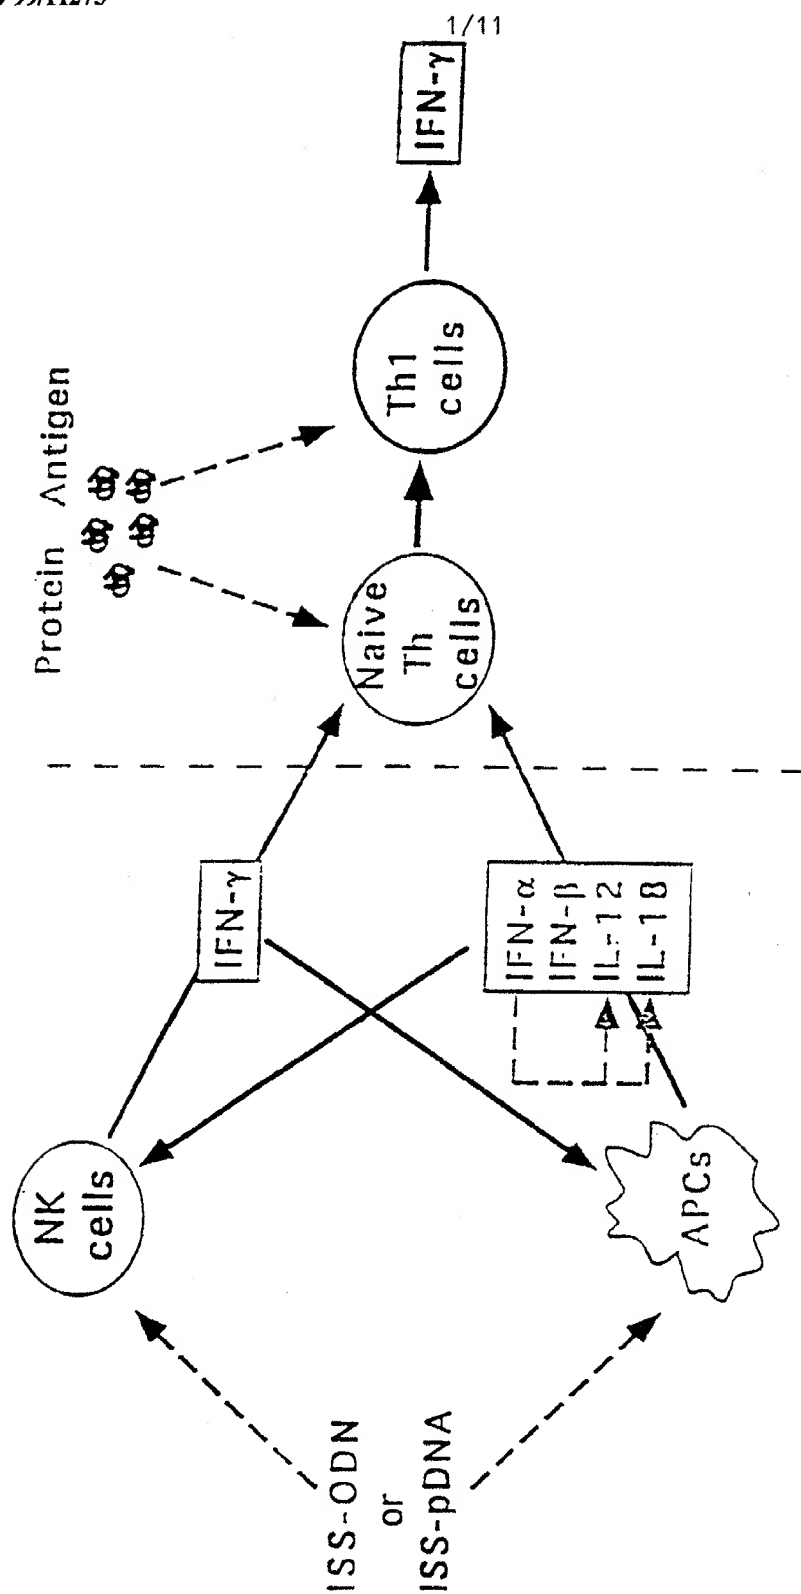 1/11
ISS-ODN
or
ISS-pDNA
NK
cells
APCs
IFN-γ
IFN-α
IFN-β
IL-12
IL-18
Protein Antigen
Naive
Th
cells
Th1
cells
IFN-γ